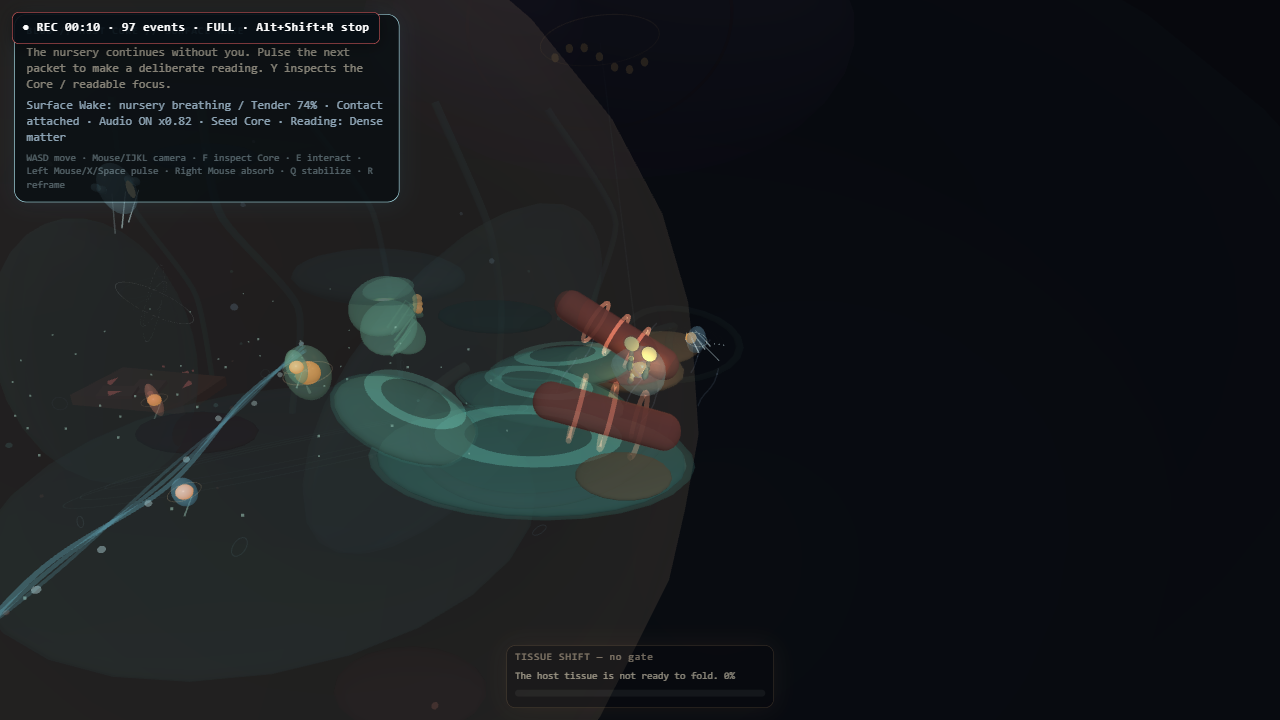 ● REC 00:10 · 97 events · FULL · Alt+Shift+R stop
The nursery continues without you. Pulse the next
packet to make a deliberate reading. Y inspects the
Core / readable focus.
Surface Wake: nursery breathing / Tender 74% · Contact
attached · Audio ON x0.82 · Seed Core · Reading: Dense
matter
WASD move · Mouse/IJKL camera · F inspect Core · E interact ·
Left Mouse/X/Space pulse · Right Mouse absorb · Q stabilize · R
reframe
TISSUE SHIFT — no gate
The host tissue is not ready to fold. 0%